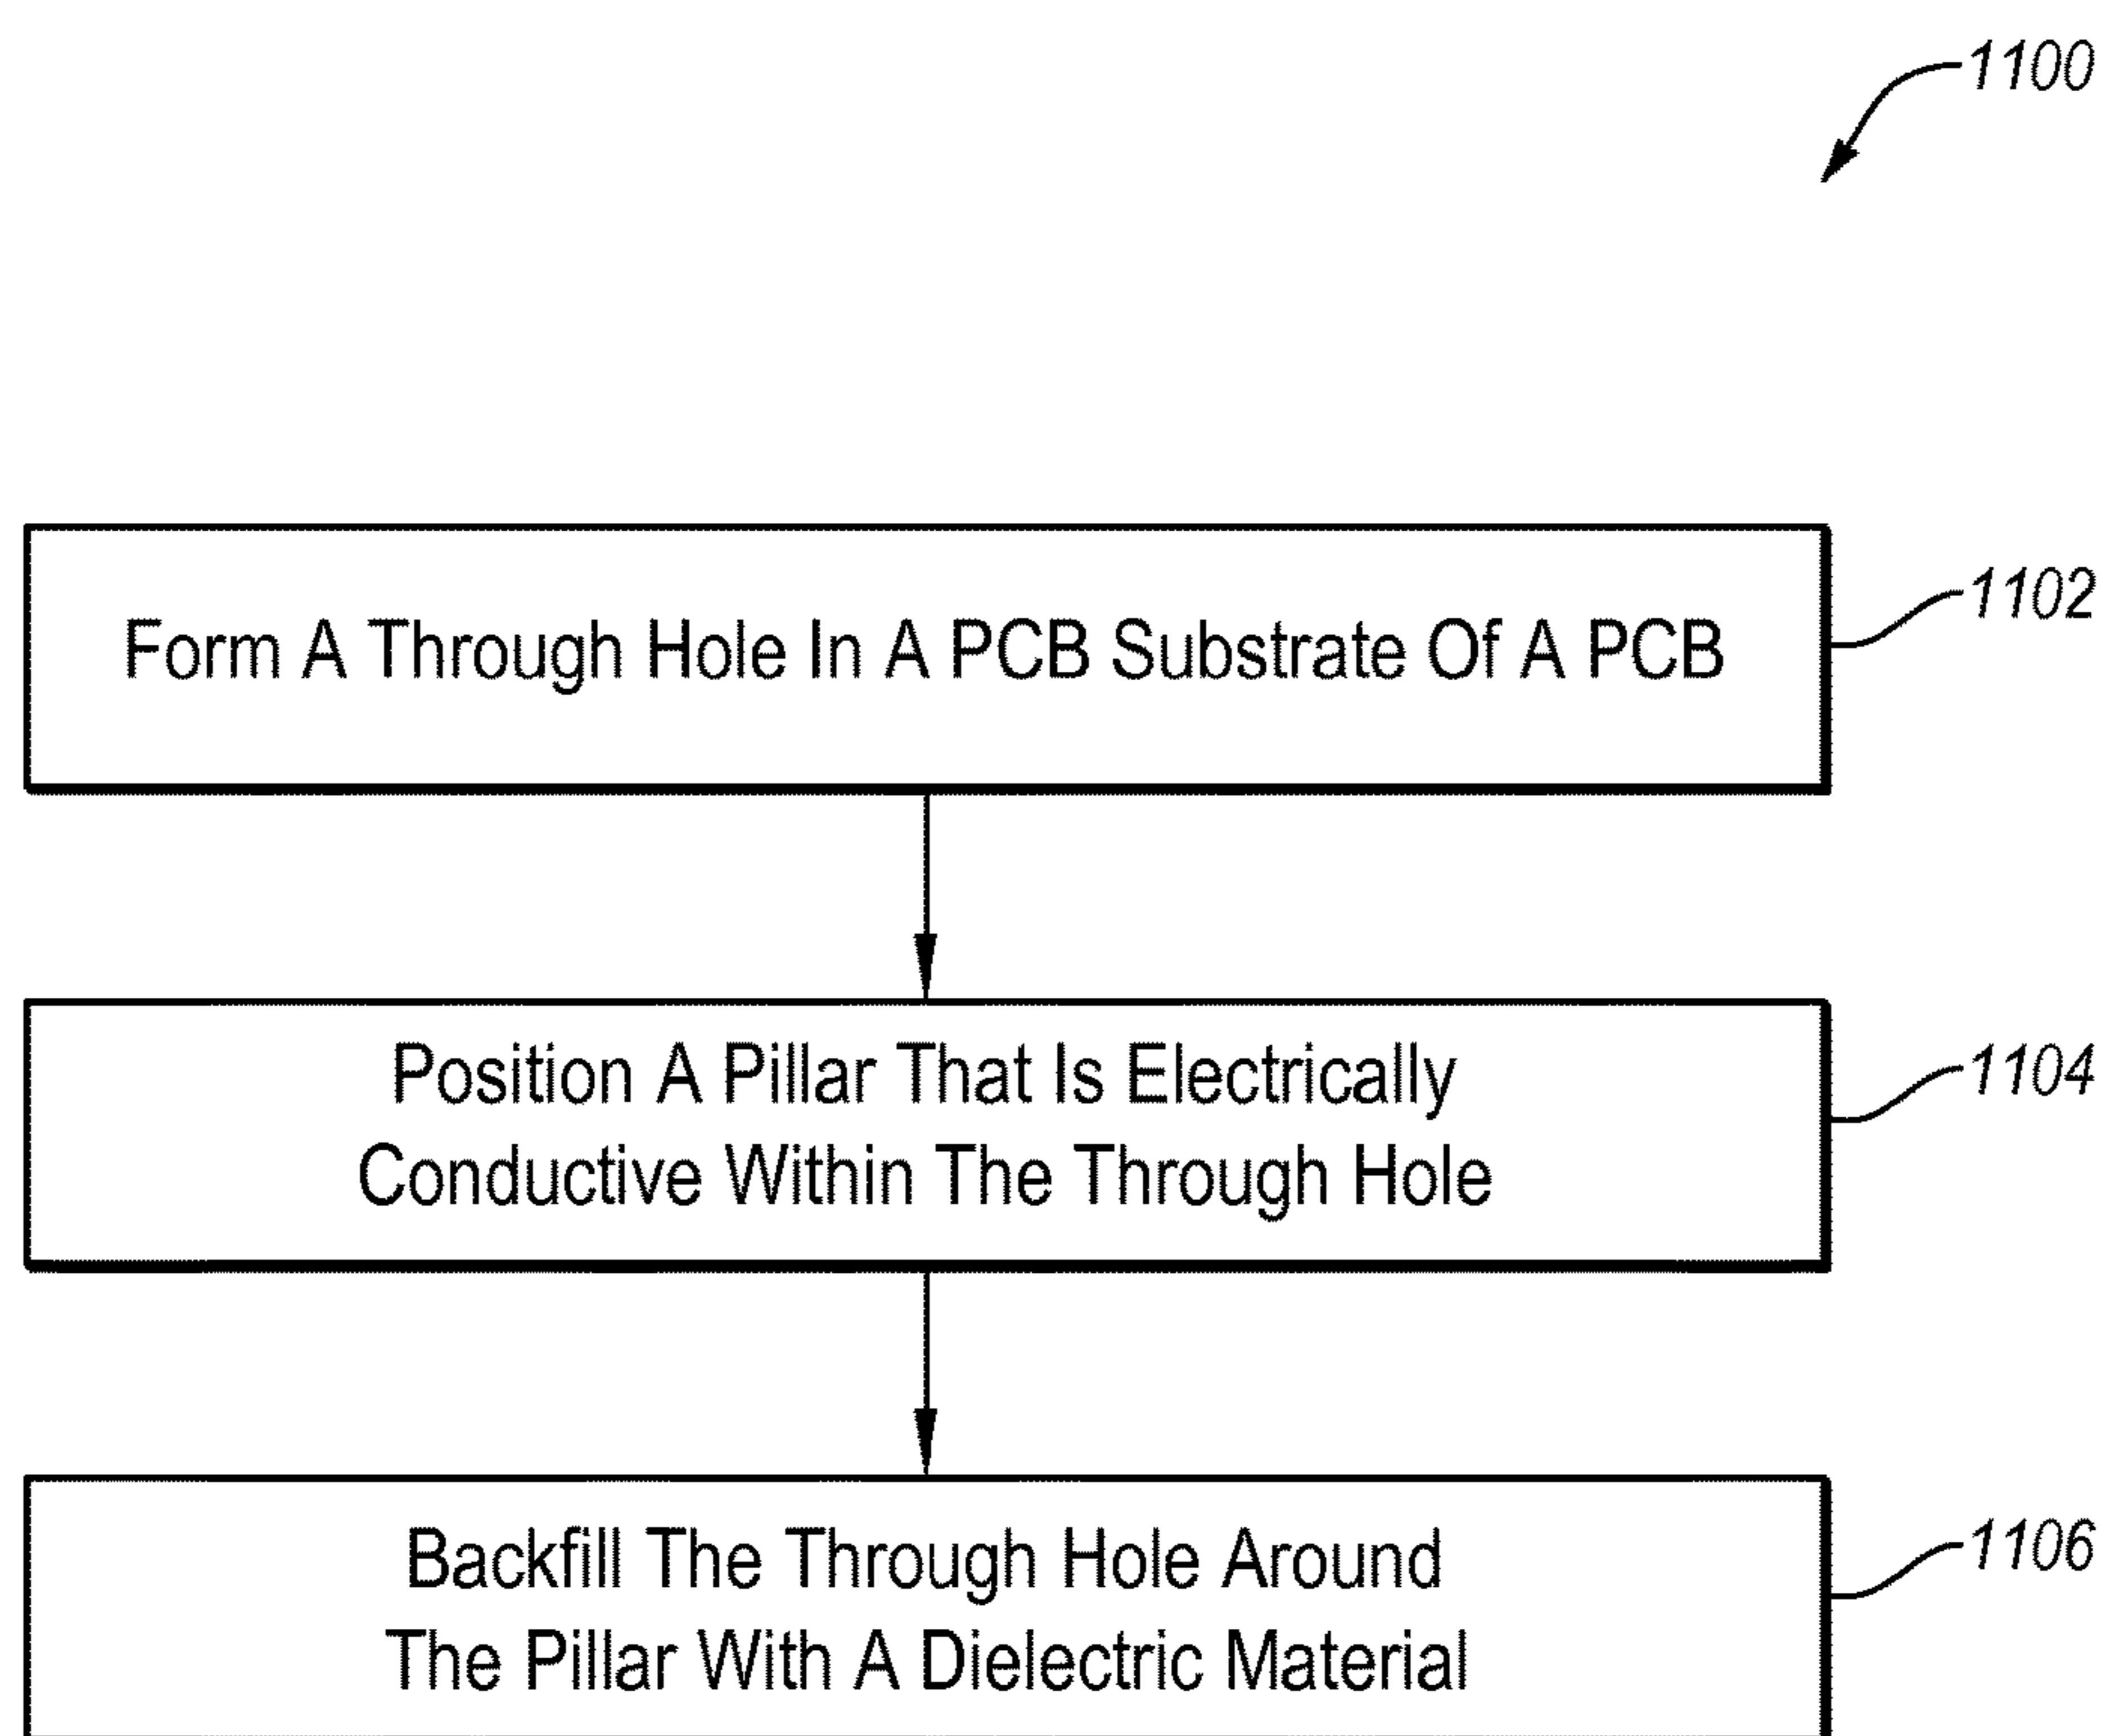 1100
Form A Through Hole In A PCB Substrate Of A PCB
1102
Position A Pillar That Is Electrically
Conductive Within The Through Hole
1104
Backfill The Through Hole Around
The Pillar With A Dielectric Material
1106